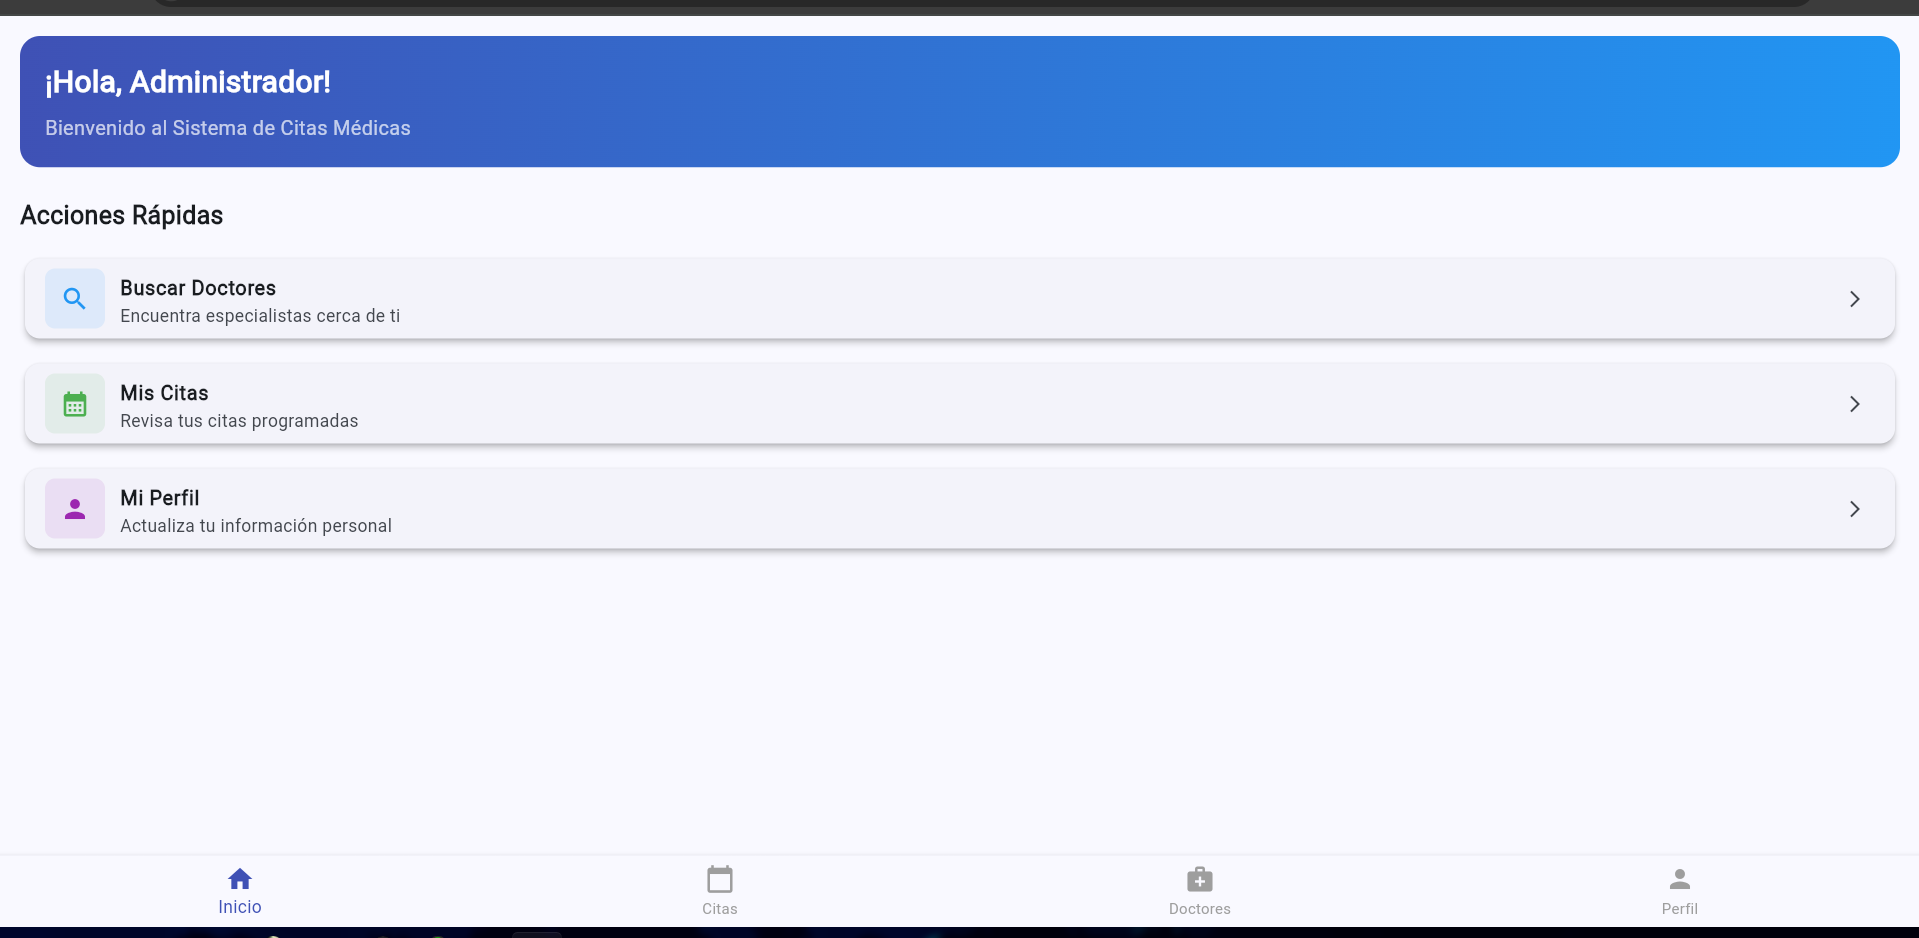 ¡Hola, Administrador!
Bienvenido al Sistema de Citas Médicas
Acciones Rápidas
Buscar Doctores
Encuentra especialistas cerca de ti
Mis Citas
Revisa tus citas programadas
Mi Perfil
Actualiza tu información personal
Inicio
Citas
Doctores
Perfil